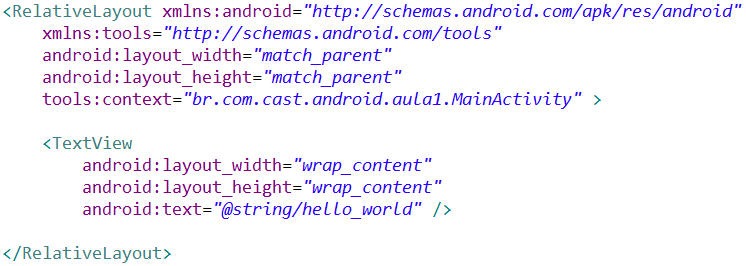 <RelativeLayout xmlns:android="http://schemas.android.com/apk/res/android"
    xmlns:tools="http://schemas.android.com/tools"
    android:layout_width="match_parent"
    android:layout_height="match_parent"
    tools:context="br.com.cast.android.aula1.MainActivity" >

    <TextView
        android:layout_width="wrap_content"
        android:layout_height="wrap_content"
        android:text="@string/hello_world" />

</RelativeLayout>